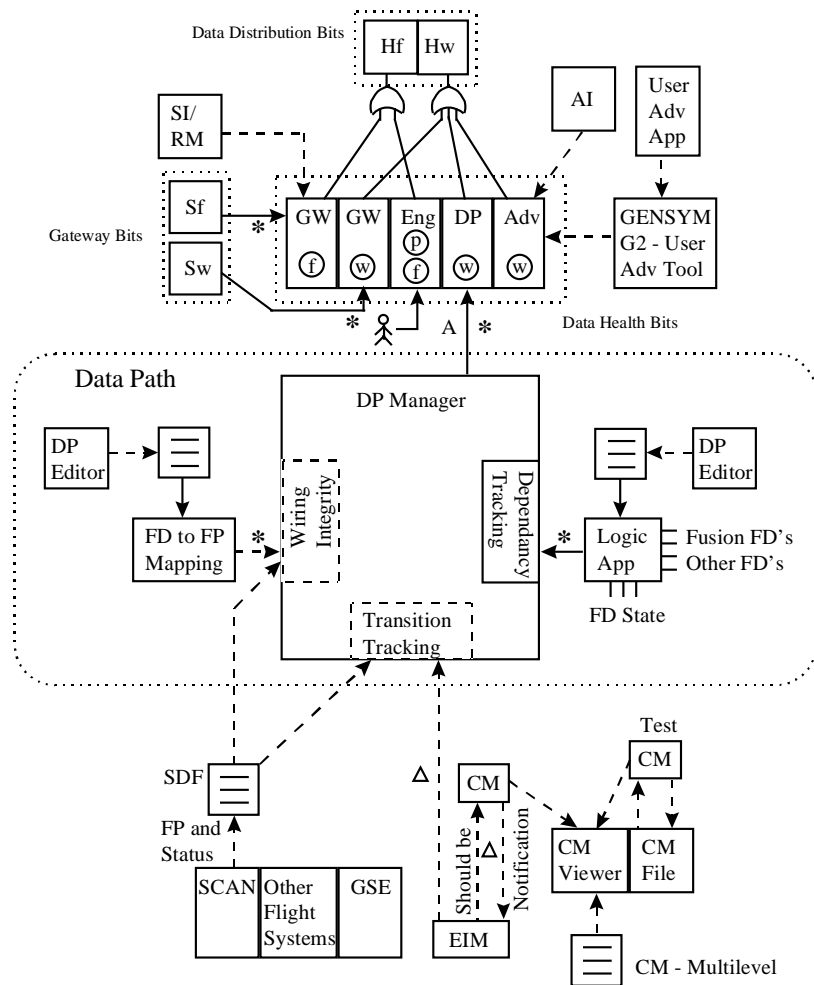 Data Distribution Bits
Hf Hw
SI/
RM
AI
User
Adv
App
Gateway Bits
Sf
*
Sw
GW
f
GW
w
Eng
p
f
DP
w
Adv
w
GENSYM
G2 - User
Adv Tool
*
A *
Data Health Bits
Data Path
DP Manager
DP
Editor
FD to FP
Mapping
*
Wiring
Integrity
Dependancy
Tracking
*
DP
Editor
Logic
App
Fusion FD's
Other FD's
FD State
Transition
Tracking
SDF
FP and
Status
SCAN
Other
Flight
Systems
GSE
Δ
CM
Should be
Δ
Notification
EIM
Test
CM
CM
Viewer
CM
File
CM - Multilevel